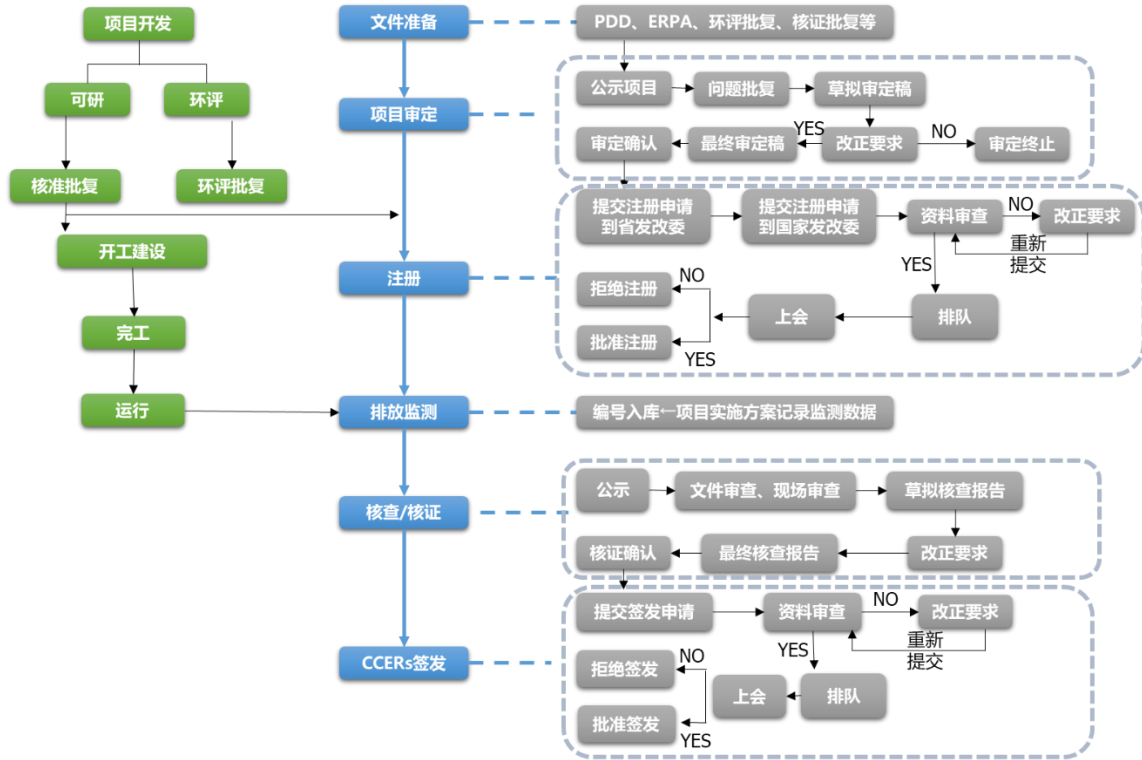 项目开发
可研
环评
核准批复
环评批复
开工建设
完工
运行
文件准备
项目审定
注册
排放监测
核查/核证
CCERs签发
PDD、ERPA、环评批复、核证批复等
公示项目
问题批复
草拟审定稿
审定确认
最终审定稿
YES
改正要求
NO
审定终止
提交注册申请
到省发改委
提交注册申请
到国家发改委
资料审查
NO
改正要求
重新
提交
YES
拒绝注册
NO
批准注册
YES
上会
排队
编号入库←项目实施方案记录监测数据
公示
文件审查、现场审查
草拟核查报告
核证确认
最终核查报告
改正要求
提交签发申请
资料审查
NO
改正要求
重新
提交
YES
拒绝签发
NO
批准签发
YES
上会
排队